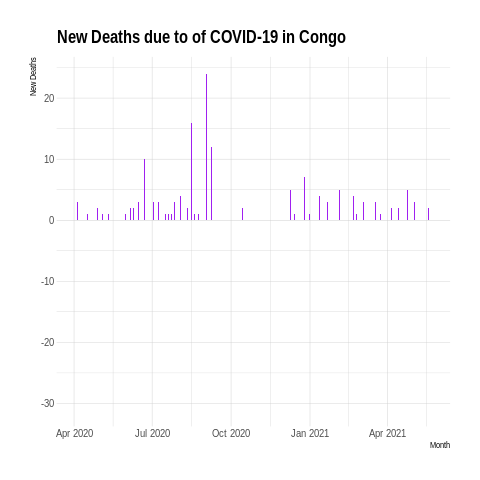 New Deaths due to of COVID-19 in Congo
New Deaths
20
10
0
-10
-20
-30
Apr 2020 Jul 2020 Oct 2020 Jan 2021 Apr 2021
Month